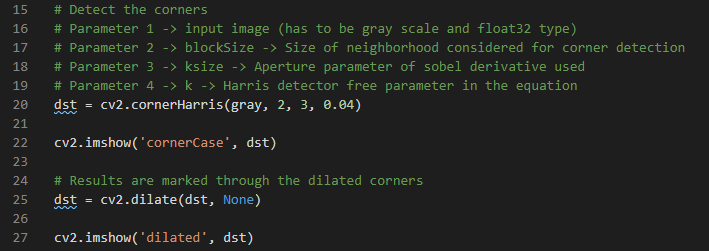 15 # Detect the corners
16 # Parameter 1 -> input image (has to be gray scale and float32 type)
17 # Parameter 2 -> blockSize -> Size of neighborhood considered for corner detection
18 # Parameter 3 -> ksize -> Aperture parameter of sobel derivative used
19 # Parameter 4 -> k -> Harris detector free parameter in the equation
20 dst = cv2.cornerHarris(gray, 2, 3, 0.04)
21
22 cv2.imshow('cornerCase', dst)
23
24 # Results are marked through the dilated corners
25 dst = cv2.dilate(dst, None)
26
27 cv2.imshow('dilated', dst)